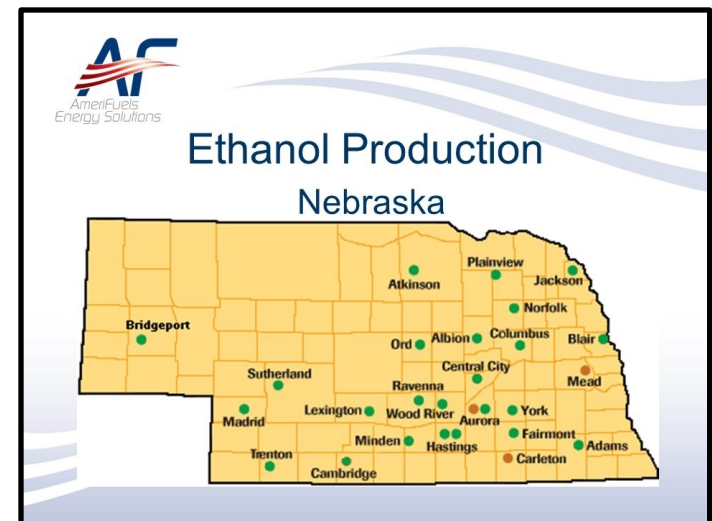 AF
AmeriFuels
Energy Solutions
Ethanol Production
Nebraska
Plainview
Atkinson
Jackson
Norfolk
Bridgeport
Ord
Albion
Columbus
Blair
Sutherland
Central City
Mead
Ravenna
Madrid
Lexington
Wood River
Aurora
York
Minden
Hastings
Fairmont
Adams
Trenton
Cambridge
Carleton